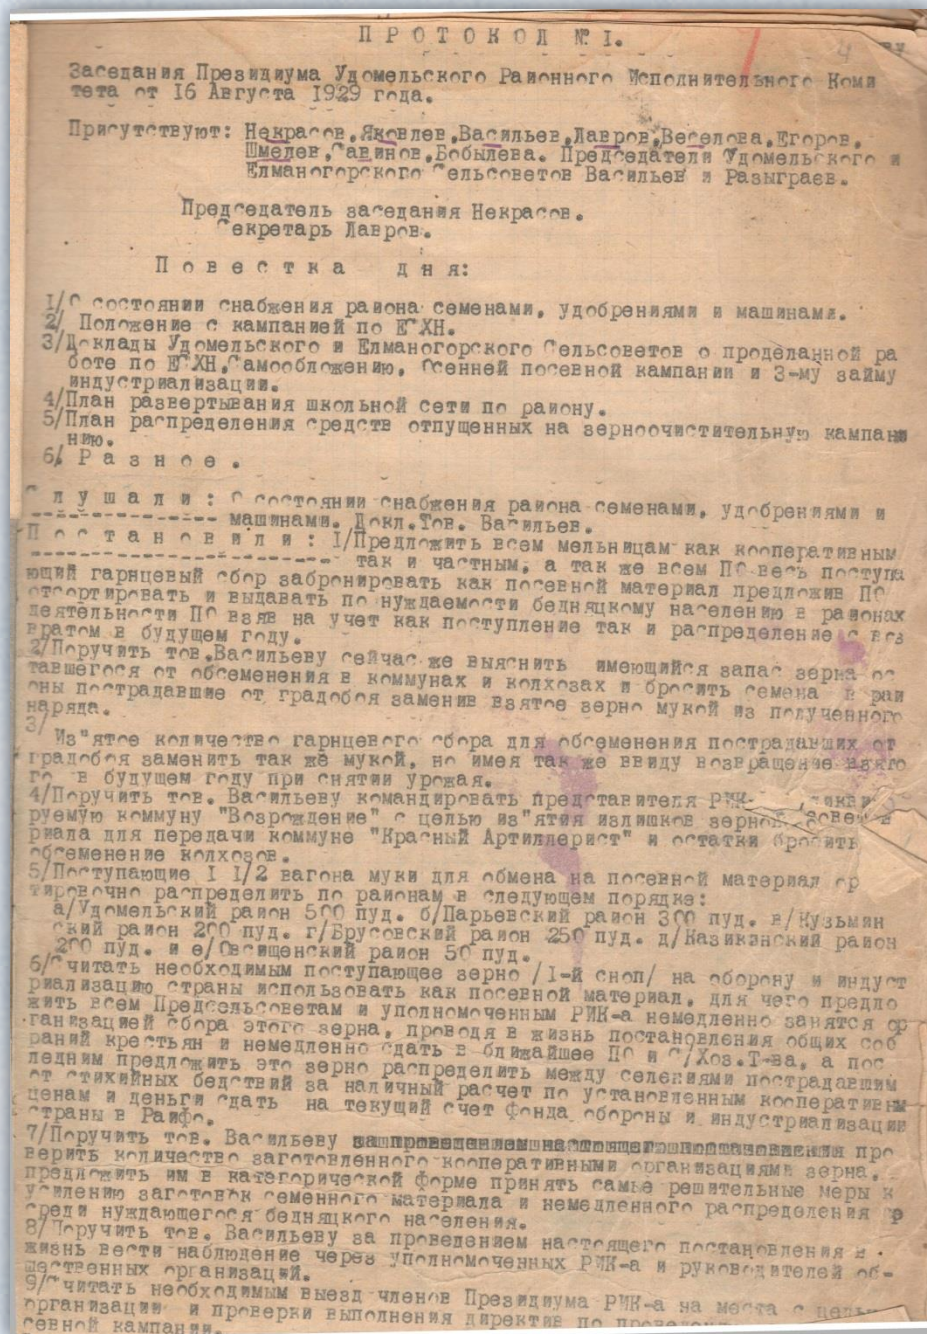 ПРОТОКОЛ № I.
Заседания Президиума Удомельского Районного Исполнительного Коми
тета от 16 Августа 1929 года.
Присутствуют: Некрасов, Яковлев, Васильев, Лавров, Веселова, Егоров,
Шмелев, Савинов, Бобылева. Председатели Удомельского и
Елманогорского Сельсоветов Васильев и Разыграев.
Председатель заседания Некрасов.
Секретарь Лавров.
Повестка дня:
1/О состоянии снабжения района семенами, удобрениями и машинами.
2/ Положение с кампанией по ЕСХН.
3/Доклады Удомельского и Елманогорского Сельсоветов о проделанной ра
боте по ЕСХН, Самообложению, Осенней посевной кампании и 3-му займу
индустриализации.
4/План развертывания школьной сети по району.
5/План распределения средств отпущенных на зерноочистительную кампани
нию.
6/ Разное.
Слушали: О состоянии снабжения района семенами, удобрениями и
машинами. Докл.Тов. Васильев.
Постановили: I/Предложить всем мельницам как кооперативным
так и частным, а так же всем ПО весь поступа
ющий гарнцевый сбор забронировать как посевной материал предложив ПО
отсортировать и выдавать по нуждаемости бедняцкому населению в районах
деятельности ПО взяв на учет как поступление так и распределение с воз
вратом в будущем году.
2/Поручить тов.Васильеву сейчас же выяснить имеющийся запас зерна ос
тавшегося от обсеменения в коммунах и колхозах и бросить семена в рай
оны пострадавшие от градобоя заменив взятое зерно мукой из полученного
наряда.
3/
Из"ятое количество гарнцевого сбора для обсеменения пострадавших от
градобоя заменить так же мукой, но имея так же ввиду возвращение взято
го в будущем году при снятии урожая.
4/Поручить тов. Васильеву командировать представителя РИК- ликви
руемую коммуну "Возрождение" с целью из"ятия излишков
риала для передачи коммуне "Красный Артиллерист" и остатки бросить
обсеменение колхозов.
5/Поступающие I I/2 вагона муки для обмена на посевной материал ор
тировочно распределить по районам в следующем порядке:
а/Удомельский район 500 пуд. б/Парьевский район 300 пуд. в/Кузьмин
ский район 200 пуд. г/Брусовский район 250 пуд. д/Казикинский район
200 пуд. и е/Овсищенский район 50 пуд.
6/Считать необходимым поступающее зерно /1-й сноп/ на оборону и индуст
риализацию страны использовать как посевной материал, для чего предло
жить всем Предсельсоветам и уполномоченным РИК-а немедленно занятся ор
ганизацией сбора этого зерна, проводя в жизнь постановления общих соб
раний крестьян и немедленно сдать в ближайшее ПО и С/Хоз.Т-ва, а пос
ледним предложить это зерно распределить между селениями пострадавшим
от стихийных бедствий за наличный расчет по установленным кооперативным
ценам и деньги сдать на текущий счет фонда обороны и индустриализации
страны в Райфо.
7/Поручить тов. Васильеву за проведением настоящего постановления про
верить количество заготовленного кооперативными организациями зерна,
предложить им в категорической форме принять самые решительные меры к
усилению заготовок семенного материала и немедленного распределения ср
среди нуждающегося бедняцкого населения.
8/Поручить тов. Васильеву за проведением настоящего постановления в
жизнь вести наблюдение через уполномоченных РИК-а и руководителей об-
щественных организаций.
9/Считать необходимым выезд членов Президиума РИК-а на места с целью
организации и проверки выполнения директив по
севной кампании.